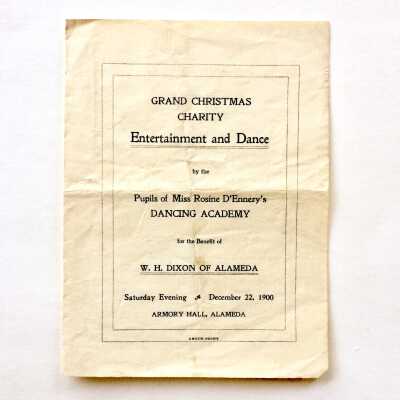 GRAND CHRISTMAS
CHARITY
Entertainment and Dance
by the
Pupils of Miss Rosine D'Ennery's
DANCING ACADEMY
for the Benefit of
W. H. DIXON OF ALAMEDA
Saturday Evening December 22, 1900
ARMORY HALL, ALAMEDA